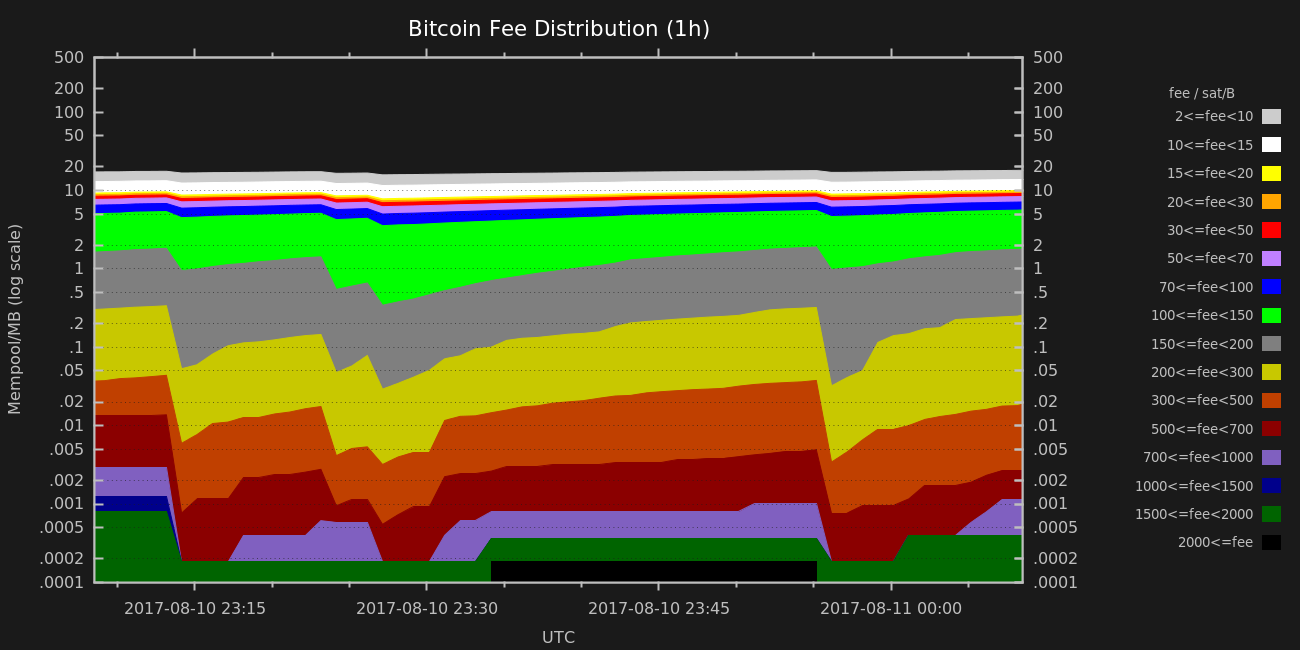 Bitcoin Fee Distribution (1h)
Mempool/MB (log scale)
500
200
100
50
20
10
5
2
1
.5
.2
.1
.05
.02
.01
.005
.002
.001
.0005
.0002
.0001
500
200
100
50
20
10
5
2
1
.5
.2
.1
.05
.02
.01
.005
.002
.001
.0005
.0002
.0001
2017-08-10 23:15 2017-08-10 23:30 2017-08-10 23:45 2017-08-11 00:00
UTC
fee / sat/B
2<=fee<10
10<=fee<15
15<=fee<20
20<=fee<30
30<=fee<50
50<=fee<70
70<=fee<100
100<=fee<150
150<=fee<200
200<=fee<300
300<=fee<500
500<=fee<700
700<=fee<1000
1000<=fee<1500
1500<=fee<2000
2000<=fee